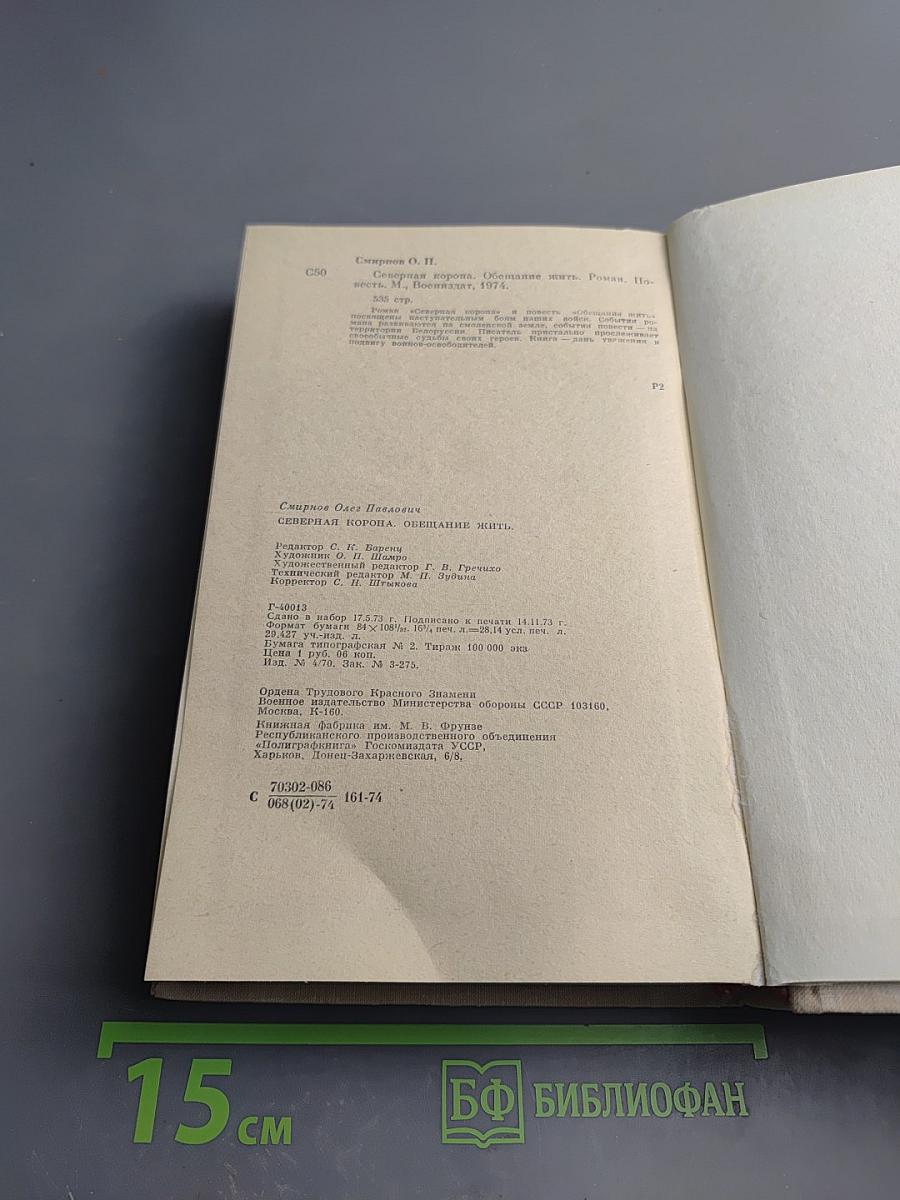 Смирнов О. П.
С50
Северная корона. Обещание жить. Роман. По-
весть. М., Воениздат, 1974.
535 стр.
Роман «Северная корона» и повесть «Обещания жить»
посвящены наступательным боям наших войск. События ро-
мана развиваются на смоленской земле, события повести — на
территории Белоруссии. Писатель пристально прослеживает
своеобычные судьбы своих героев. Книга — дань уважения к
подвигу воинов-освободителей.
Р2
Смирнов Олег Павлович
СЕВЕРНАЯ КОРОНА. ОБЕЩАНИЕ ЖИТЬ.
Редактор С. К. Баренц
Художник О. П. Шамро
Художественный редактор Г. В. Гречихо
Технический редактор М. П. Зудина
Корректор С. Н. Штыкова
Г-40013
Сдано в набор 17.5.73 г. Подписано к печати 14.11.73 г.
Формат бумаги 84×108¹/₃₂. 16³/₄ печ. л.=28,14 усл. печ. л.
29,427 уч.-изд. л.
Бумага типографская № 2. Тираж 100 000 экз
Цена 1 руб. 06 коп.
Изд. № 4/70. Зак. № 3-275.
Ордена Трудового Красного Знамени
Военное издательство Министерства обороны СССР 103160,
Москва, К-160.
Книжная фабрика им. М. В. Фрунзе
Республиканского производственного объединения
«Полиграфкнига» Госкомиздата УССР,
Харьков, Донец-Захаржевская, 6/8,
70302-086
С 068(02)-74 161-74
15 см
БФ БИБЛИОФАН